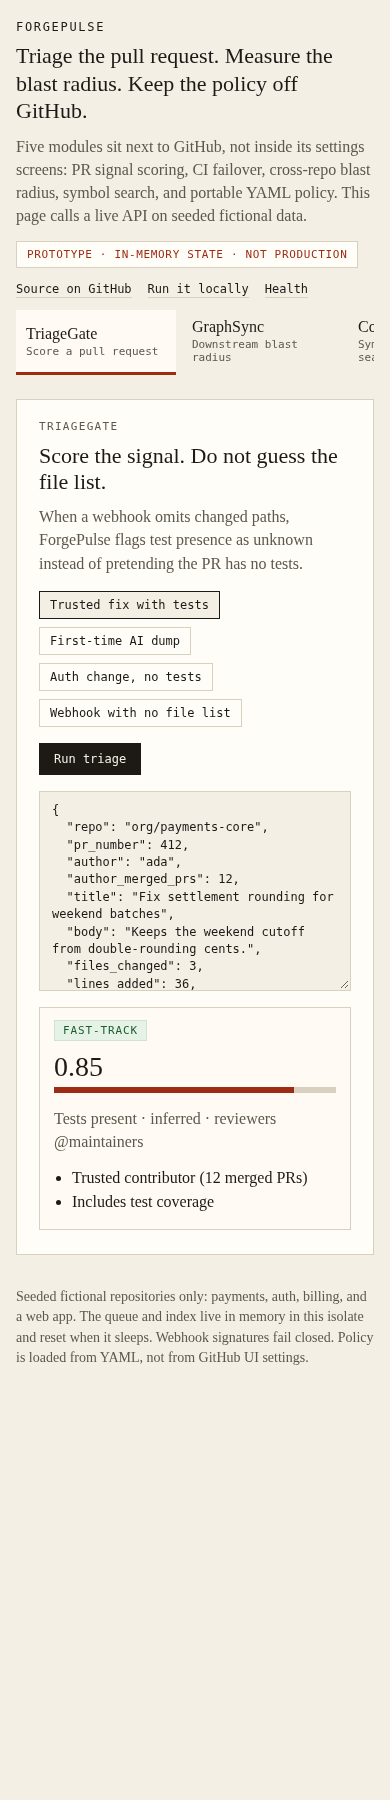 FORGEPULSE
Triage the pull request. Measure the
blast radius. Keep the policy off
GitHub.
Five modules sit next to GitHub, not inside its settings
screens: PR signal scoring, CI failover, cross-repo blast
radius, symbol search, and portable YAML policy. This
page calls a live API on seeded fictional data.
PROTOTYPE · IN-MEMORY STATE · NOT PRODUCTION
Source on GitHub Run it locally Health
TriageGate
Score a pull request
GraphSync
Downstream blast
radius
TRIAGEGATE
Score the signal. Do not guess the
file list.
When a webhook omits changed paths,
ForgePulse flags test presence as unknown
instead of pretending the PR has no tests.
Trusted fix with tests
First-time AI dump
Auth change, no tests
Webhook with no file list
Run triage
{
"repo": "org/payments-core",
"pr_number": 412,
"author": "ada",
"author_merged_prs": 12,
"title": "Fix settlement rounding for
weekend batches",
"body": "Keeps the weekend cutoff
from double-rounding cents.",
"files_changed": 3,
"lines added": 36,
FAST-TRACK
0.85
Tests present · inferred · reviewers
@maintainers
• Trusted contributor (12 merged PRs)
• Includes test coverage
Seeded fictional repositories only: payments, auth, billing, and
a web app. The queue and index live in memory in this isolate
and reset when it sleeps. Webhook signatures fail closed. Policy
is loaded from YAML, not from GitHub UI settings.